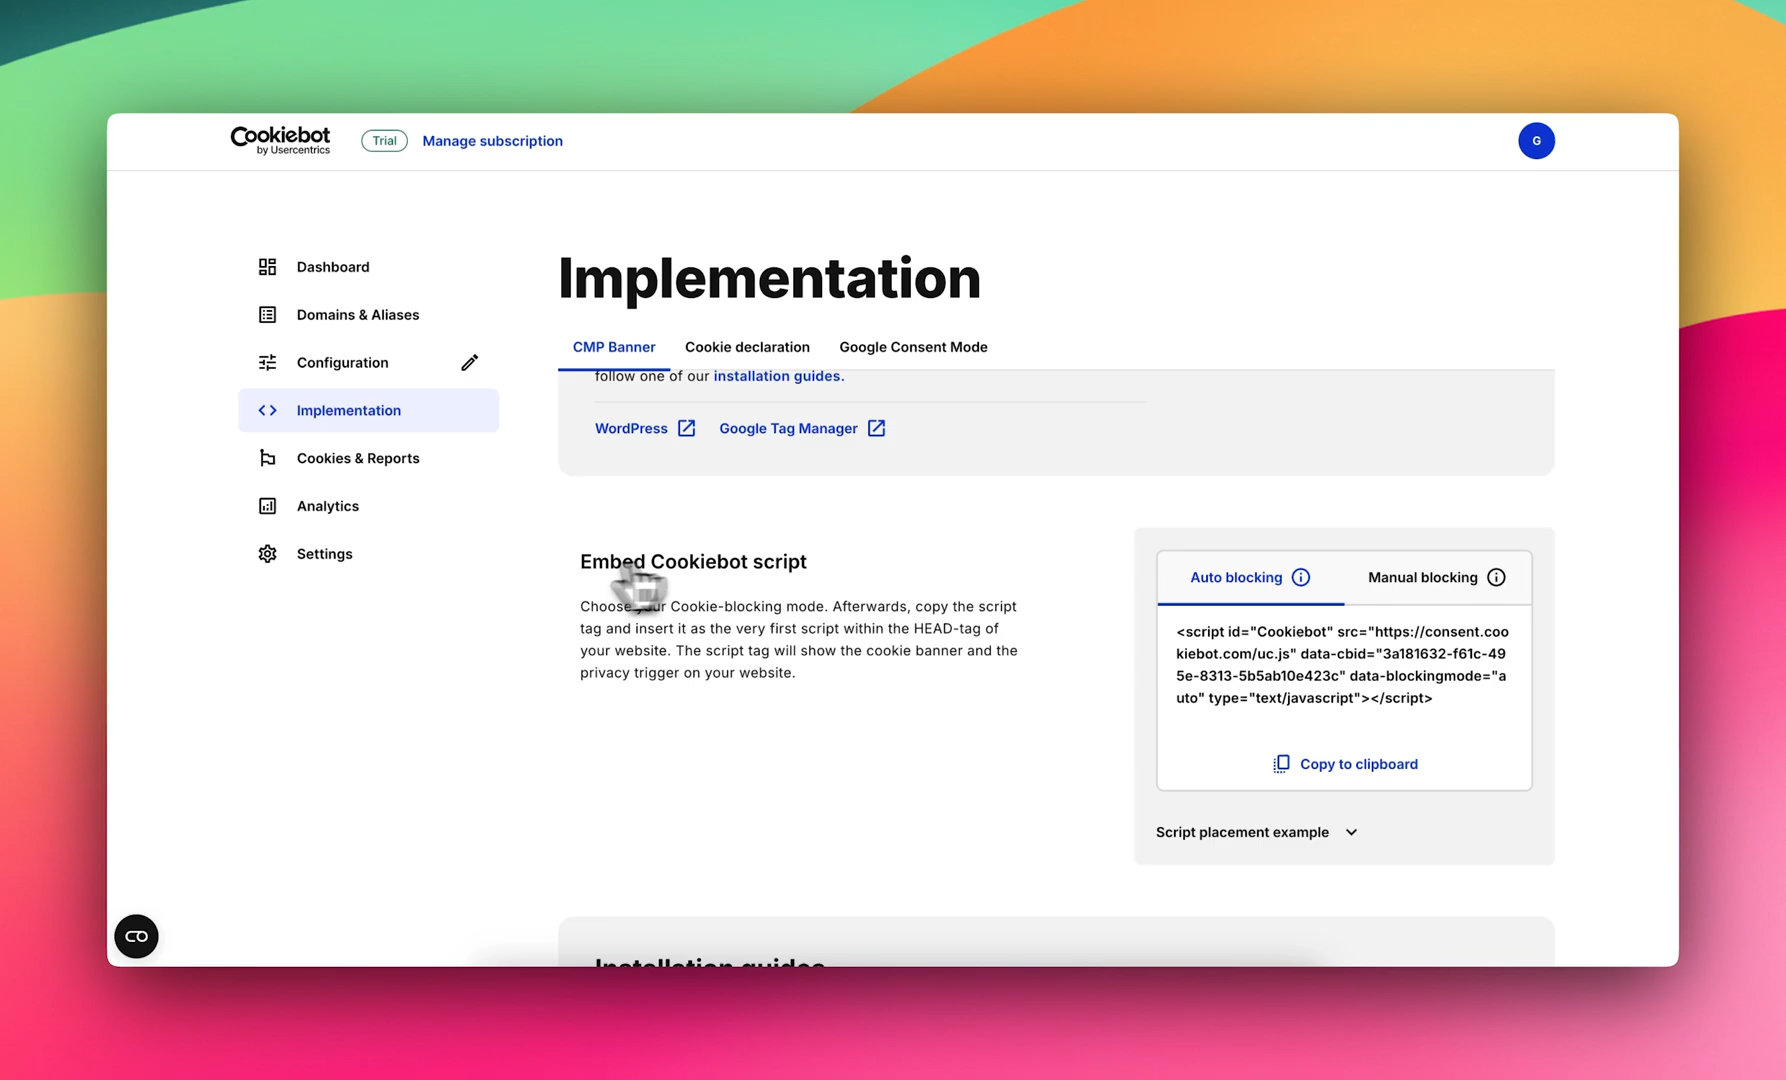 Cookiebot
by Usercentrics
Trial
Manage subscription
G
Dashboard
Domains & Aliases
Configuration
Implementation
Cookies & Reports
Analytics
Settings
Implementation
CMP Banner
Cookie declaration
Google Consent Mode
follow one of our installation guides.
WordPress
Google Tag Manager
Embed Cookiebot script
Choose your Cookie-blocking mode. Afterwards, copy the script
tag and insert it as the very first script within the HEAD-tag of
your website. The script tag will show the cookie banner and the
privacy trigger on your website.
Auto blocking
Manual blocking
<script id="Cookiebot" src="https://consent.coo
kiebot.com/uc.js" data-cbid="3a181632-f61c-49
5e-8313-5b5ab10e423c" data-blockingmode="a
uto" type="text/javascript"></script>
Copy to clipboard
Script placement example
Installation guides